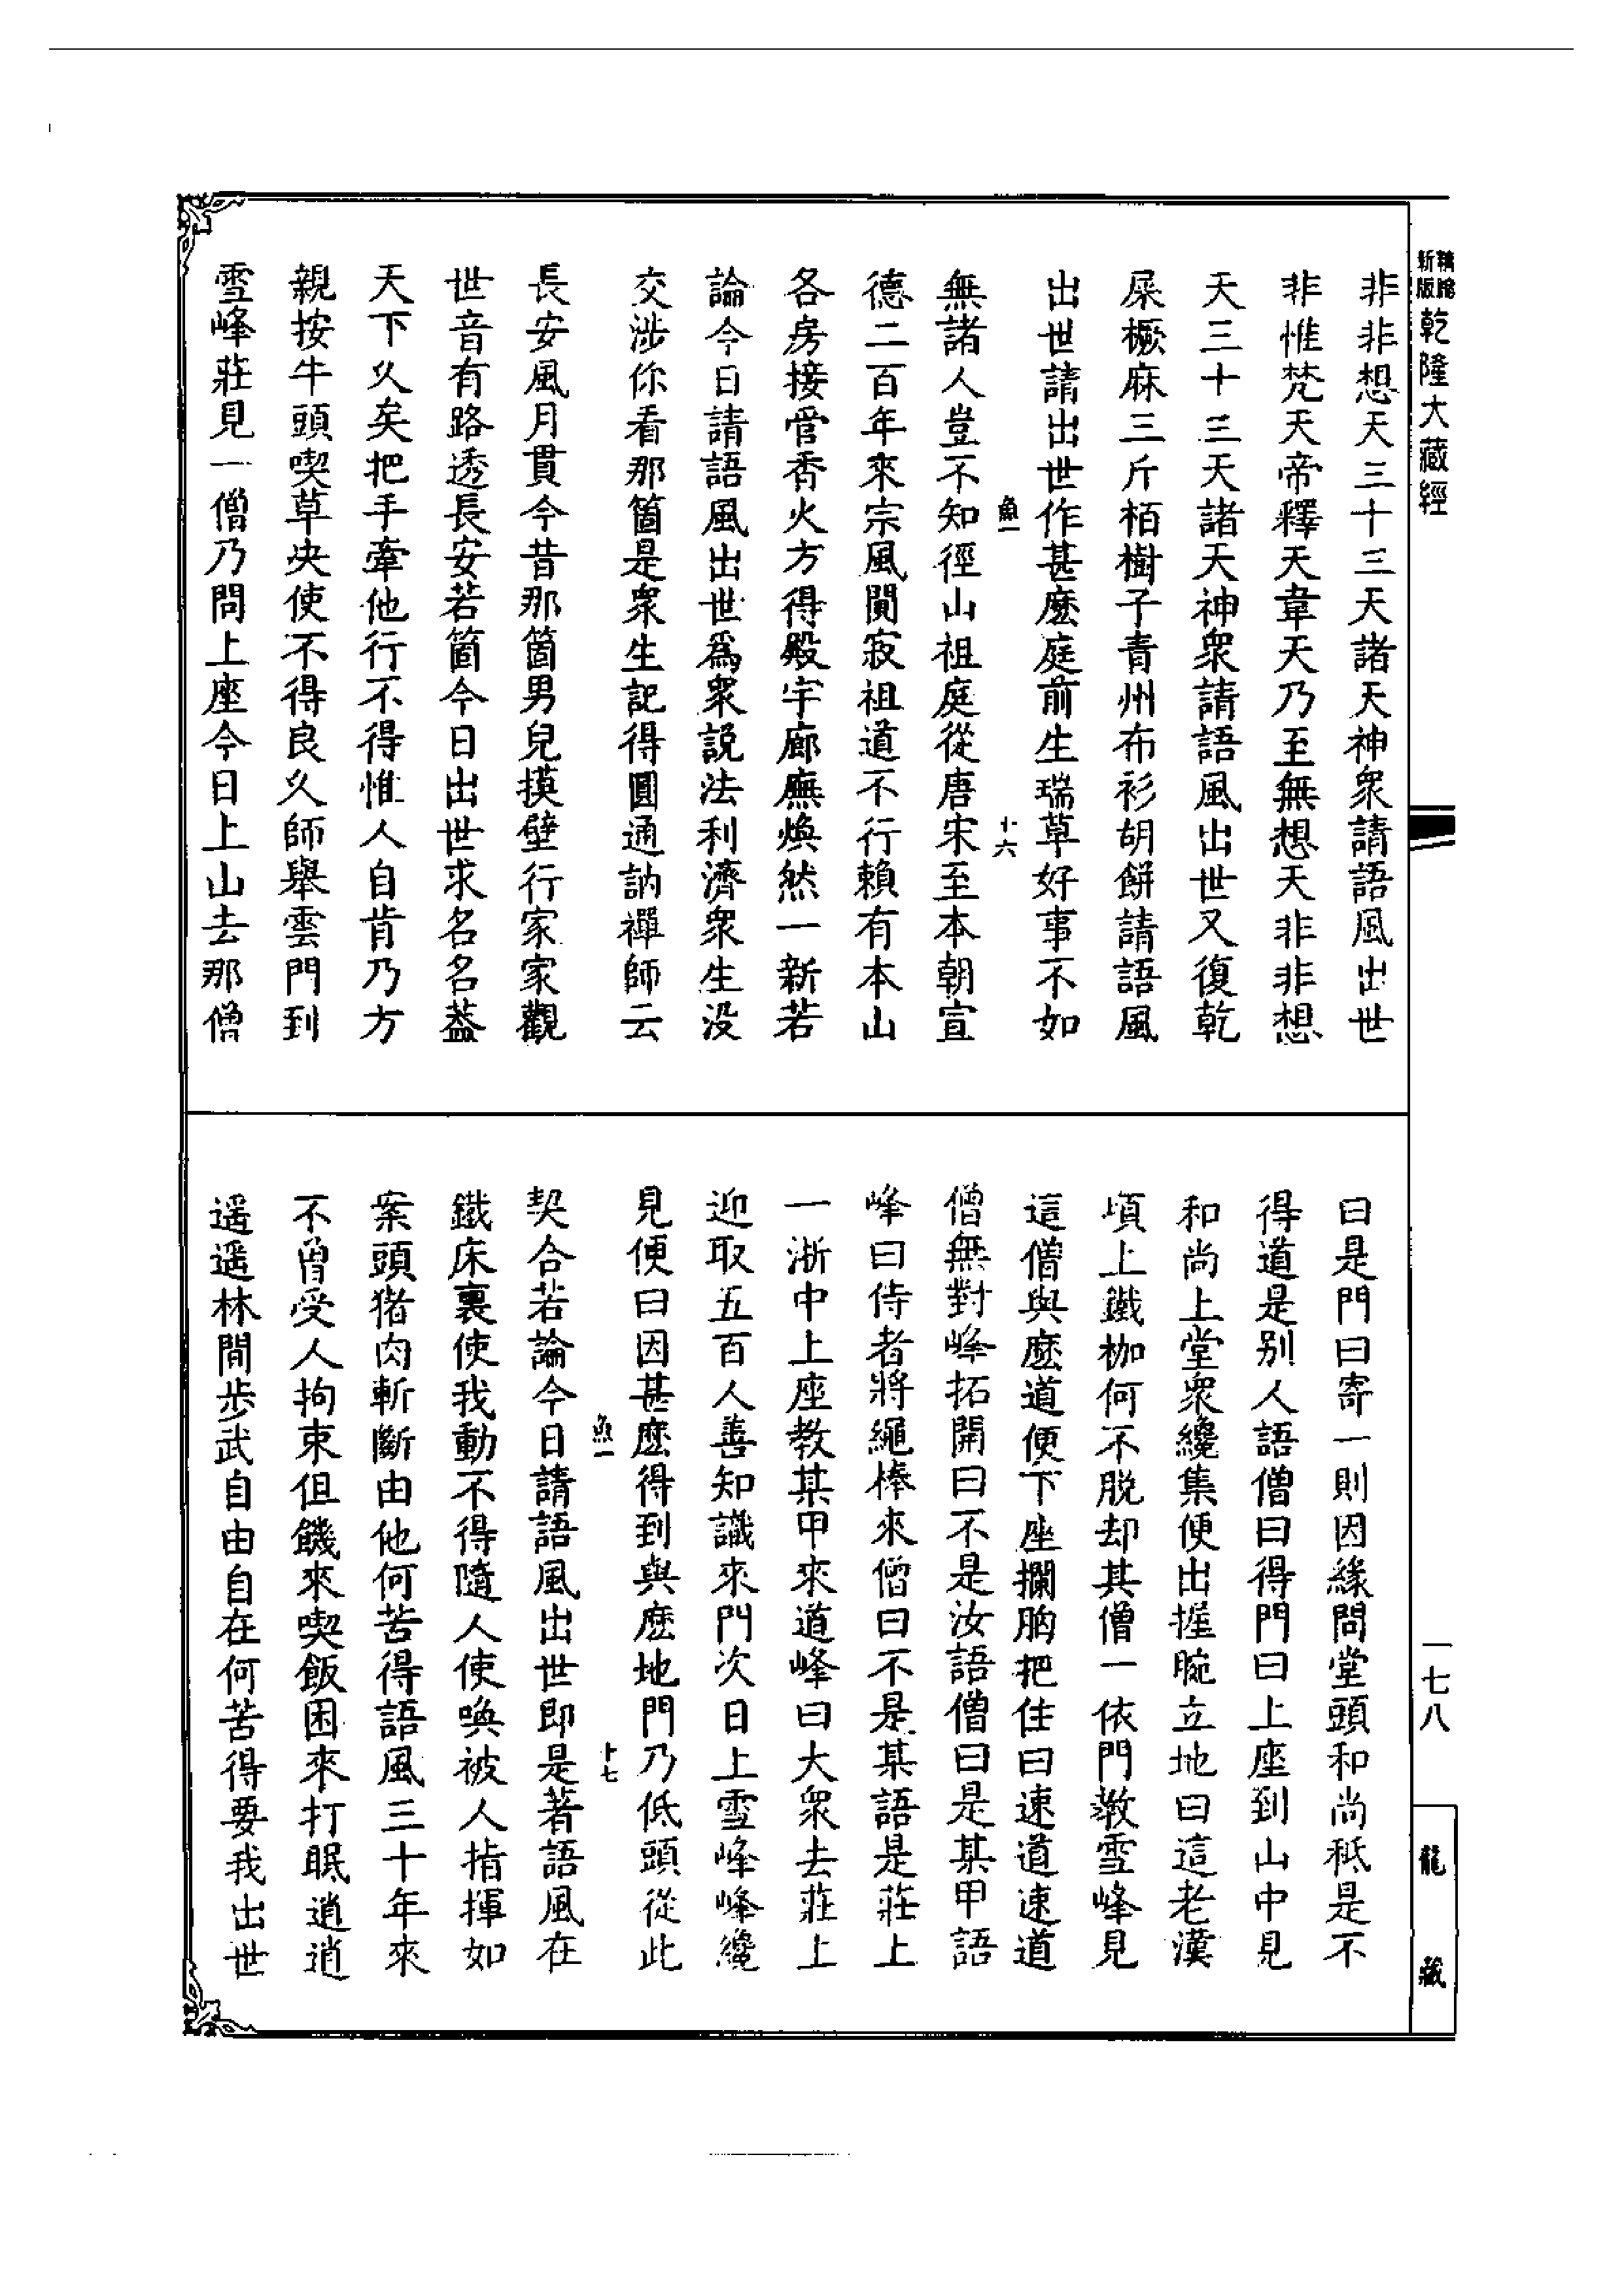 精縮
新版
乾隆大藏經
一七八
龍藏
非非想天三十三天諸天神衆請語風出世
非惟梵天帝釋天韋天乃至無想天非非想
天三十三天諸天神衆請語風出世又復乾
屎橛麻三斤栢樹子青州布衫胡餅請語風
出世請出世作甚麽庭前生瑞草好事不如
魚一
十六
無諸人豈不知徑山祖庭從唐宋至本朝宣
德二百年來宗風闃寂祖道不行賴有本山
各房接管香火方得殿宇廊廡煥然一新若
論今日請語風出世爲衆説法利濟衆生没
交涉你看那箇是衆生記得圓通訥禪師云
長安風月貫今昔那箇男兒摸壁行家家觀
世音有路透長安若箇今日出世求名名葢
天下久矣把手牽他行不得惟人自肯乃方
親按牛頭喫草央使不得良久師舉雲門到
雪峰莊見一僧乃問上座今日上山去那僧
曰是門曰寄一則因緣問堂頭和尚秪是不
得道是别人語僧曰得門曰上座到山中見
和尚上堂衆纔集便出握腕立地曰這老漢
項上鐵枷何不脱却其僧一依門教雪峰見
這僧與麽道便下座攔胸把住曰速道速道
僧無對峰拓開曰不是汝語僧曰是某甲語
峰曰侍者將繩棒來僧曰不是某語是莊上
一浙中上座教某甲來道峰曰大衆去莊上
迎取五百人善知識來門次日上雪峰峰纔
見便曰因甚麽得到與麽地門乃低頭從此
魚一
十七
契合若論今日請語風出世即是著語風在
鐵床裏使我動不得隨人使喚被人指揮如
案頭猪肉斬斷由他何苦得語風三十年來
不曾受人拘束但饑來喫飯困來打眠逍逍
遥遥林間步武自由自在何苦得要我出世